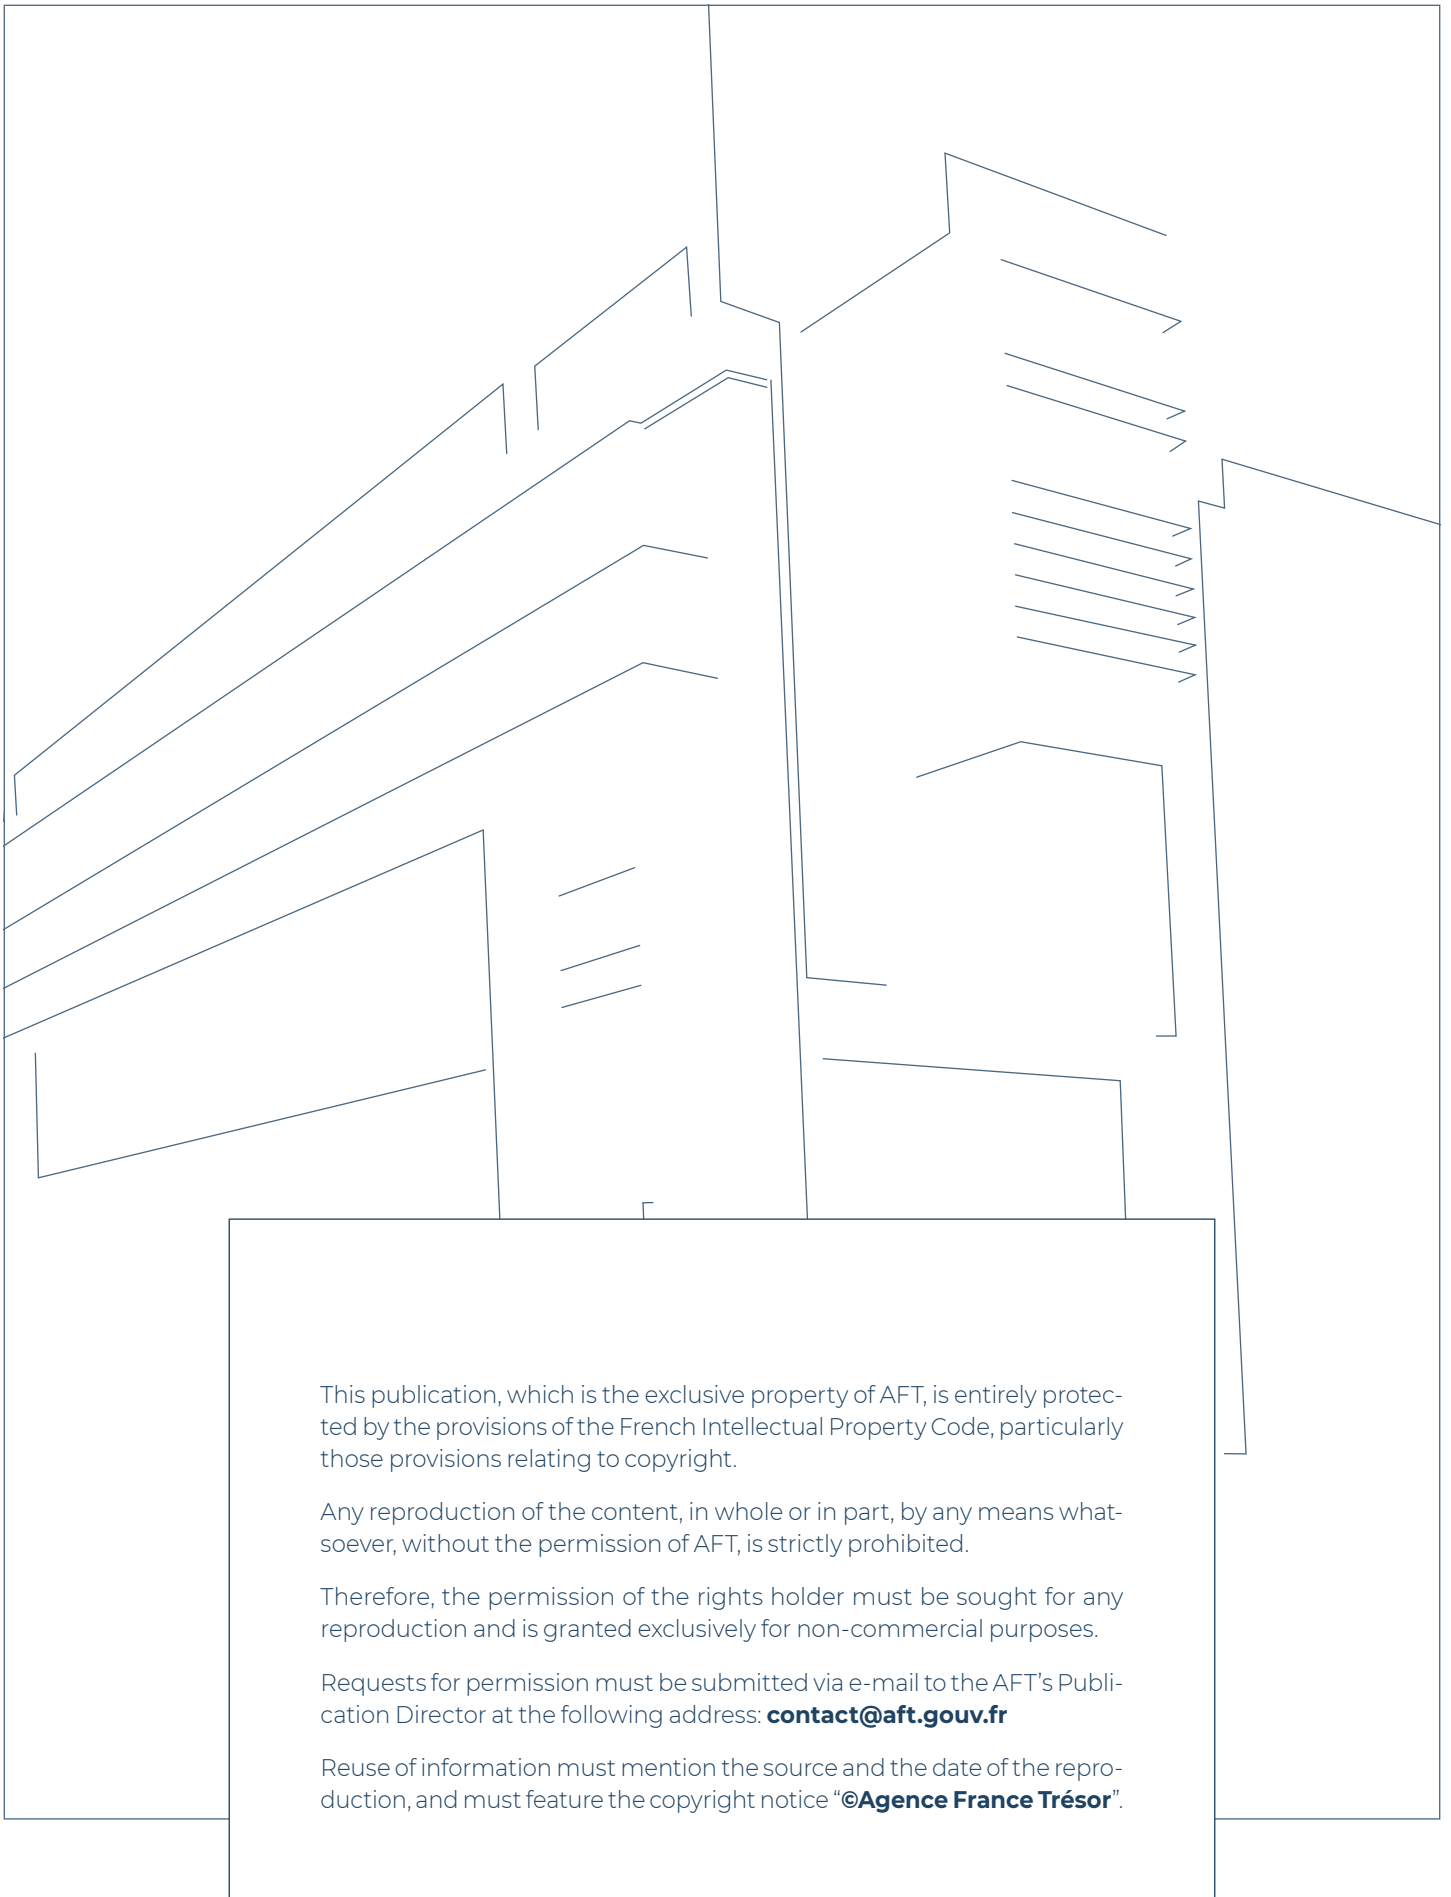 This publication, which is the exclusive property of AFT, is entirely protec-
ted by the provisions of the French Intellectual Property Code, particularly
those provisions relating to copyright.
Any reproduction of the content, in whole or in part, by any means what-
soever, without the permission of AFT, is strictly prohibited.
Therefore, the permission of the rights holder must be sought for any
reproduction and is granted exclusively for non-commercial purposes.
Requests for permission must be submitted via e-mail to the AFT’s Publi-
cation Director at the following address: contact@aft.gouv.fr
Reuse of information must mention the source and the date of the repro-
duction, and must feature the copyright notice “©Agence France Trésor”.